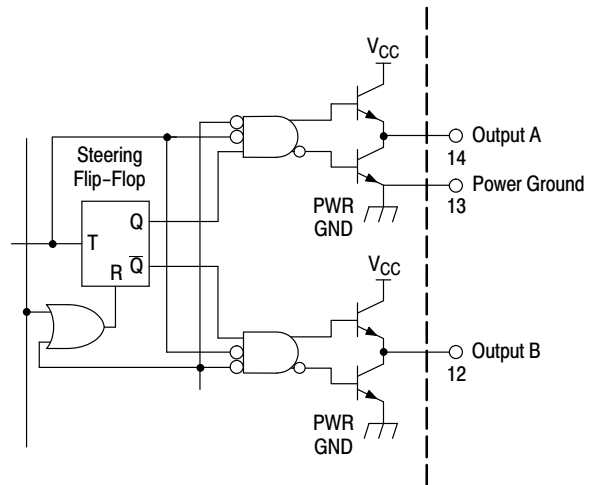 VCC
Output A
14
Steering
Flip–Flop
Power Ground
13
Q
PWR
GND
T
Q
VCC
R
Output B
12
PWR
GND